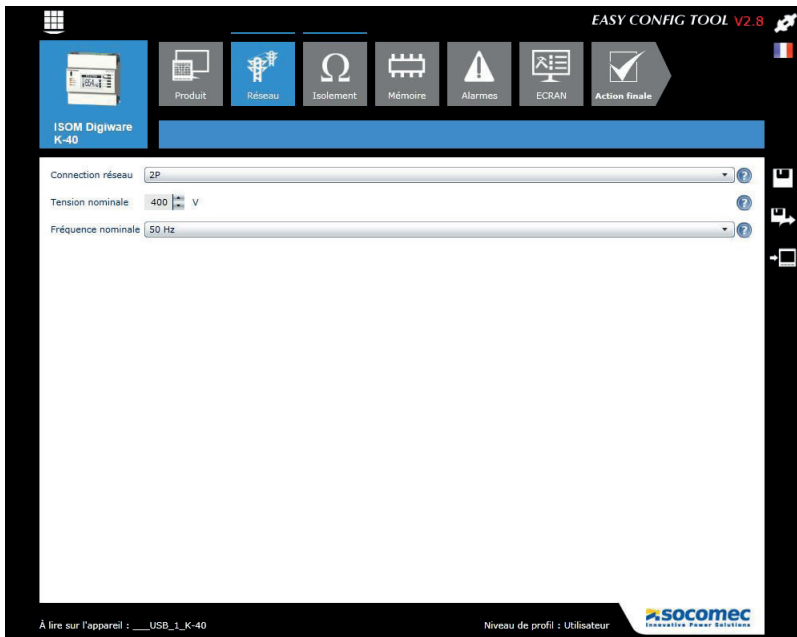 EASY CONFIG TOOL V2.8
Produit
Réseau
Isolement
Mémoire
Alarmes
ECRAN
Action finale
ISOM Digiware
K-40
Connection réseau 2P
Tension nominale 400 V
Fréquence nominale 50 Hz
À lire sur l'appareil : ___USB_1_K-40
Niveau de profil : Utilisateur
socomec
Innovative Power Solutions